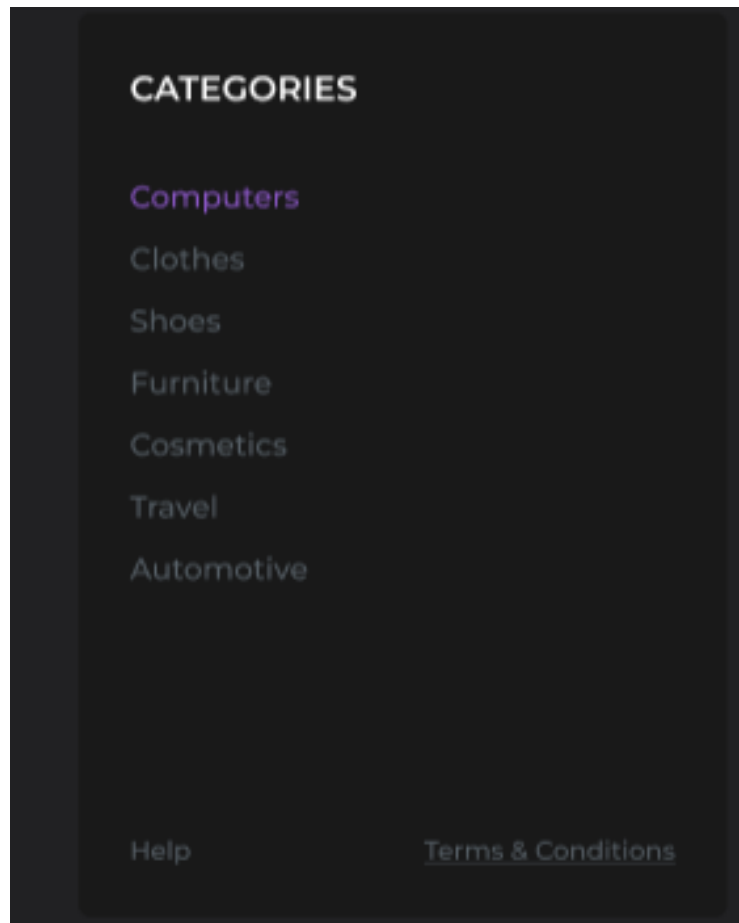 CATEGORIES
Computers
Clothes
Shoes
Furniture
Cosmetics
Travel
Automotive
Help Terms & Conditions